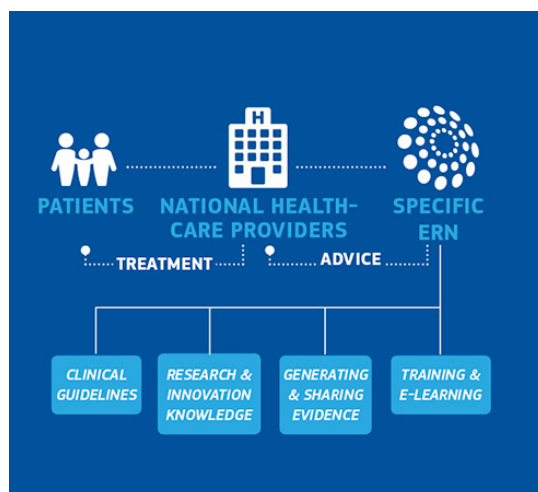 H
PATIENTS
NATIONAL HEALTH-
CARE PROVIDERS
SPECIFIC
ERN
TREATMENT
ADVICE
CLINICAL
GUIDELINES
RESEARCH &
INNOVATION
KNOWLEDGE
GENERATING
& SHARING
EVIDENCE
TRAINING &
E-LEARNING